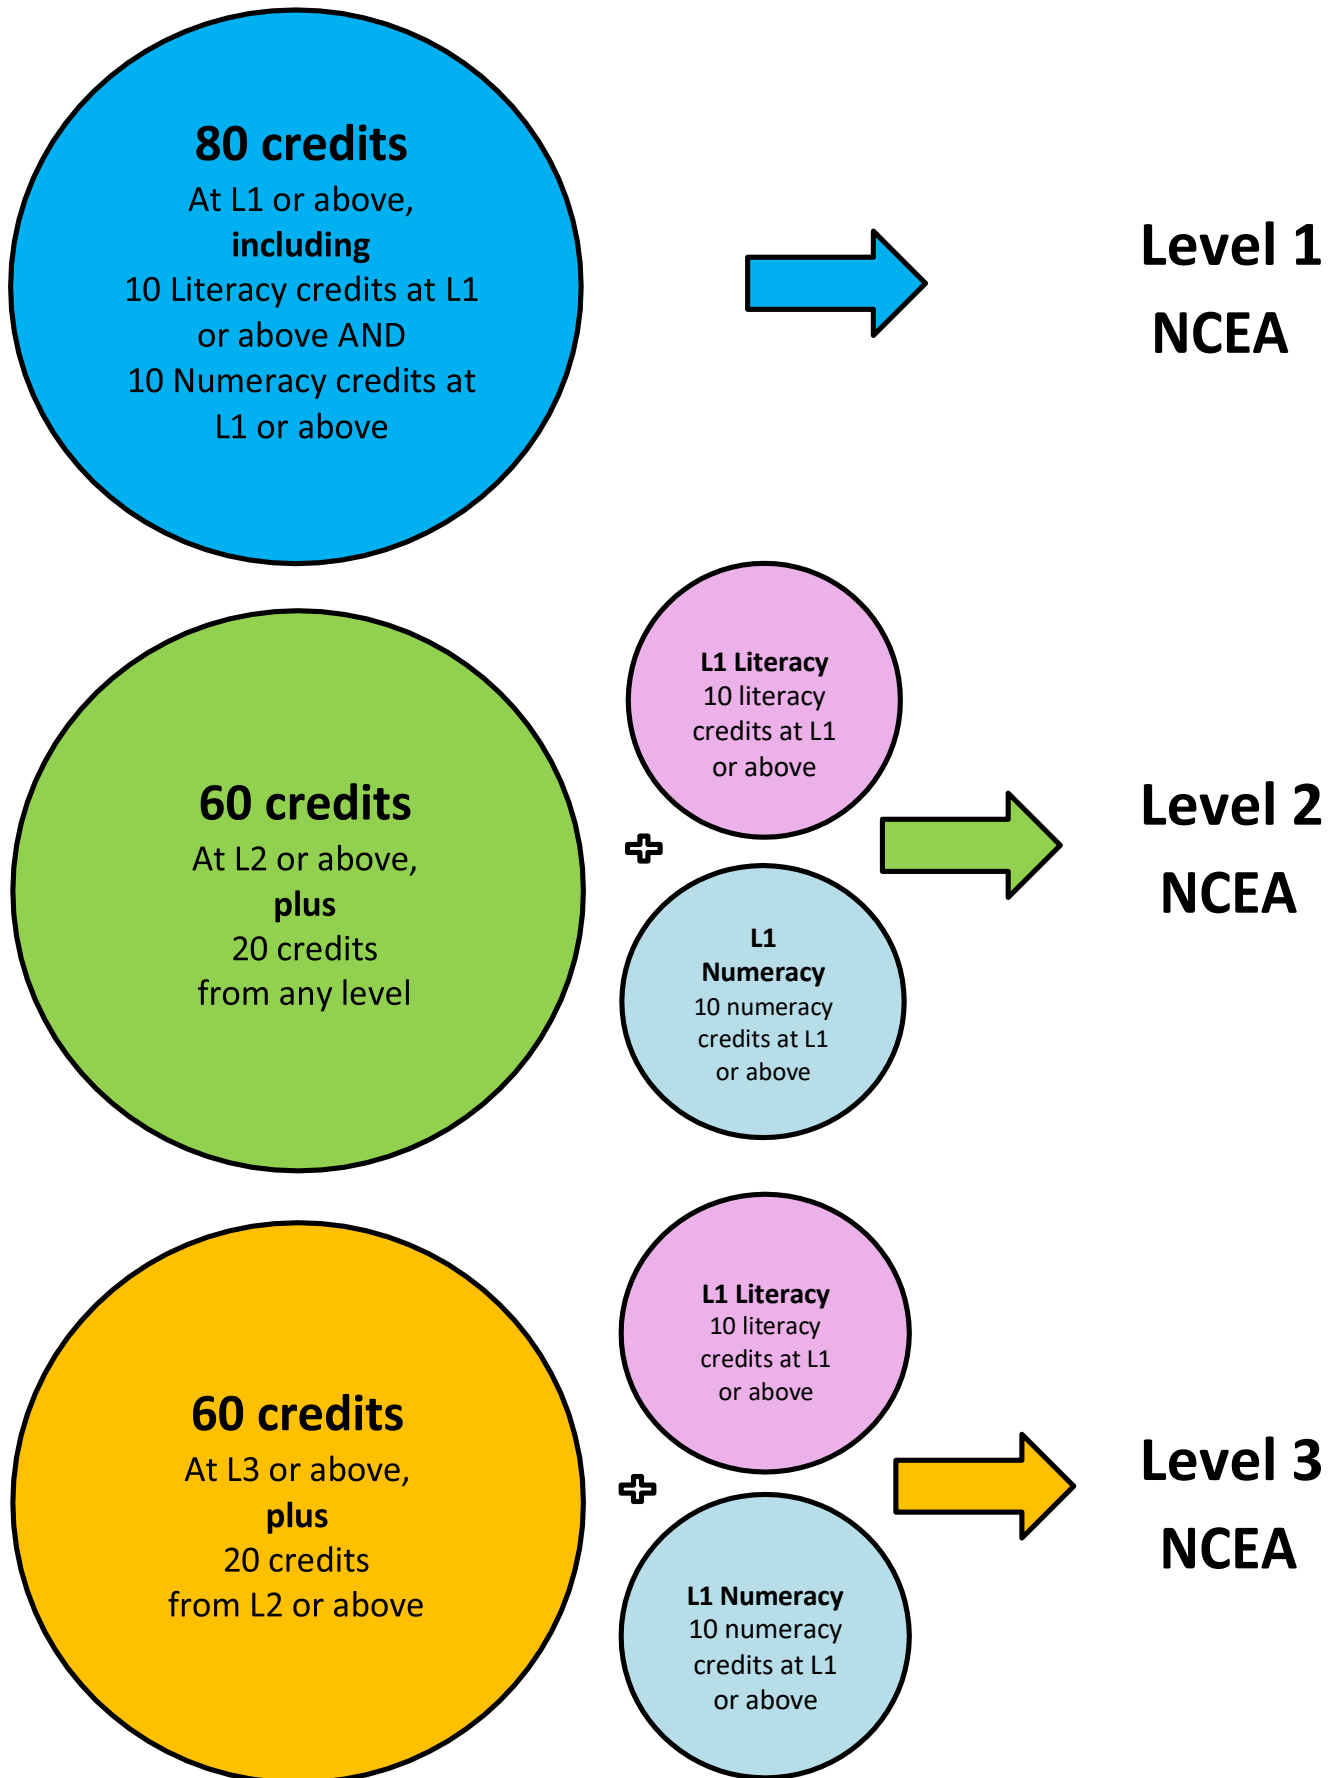 80 credits
At L1 or above,
including
10 Literacy credits at L1
or above AND
10 Numeracy credits at
L1 or above
Level 1
NCEA
60 credits
At L2 or above,
plus
20 credits
from any level
L1 Literacy
10 literacy
credits at L1
or above
L1
Numeracy
10 numeracy
credits at L1
or above
Level 2
NCEA
60 credits
At L3 or above,
plus
20 credits
from L2 or above
L1 Literacy
10 literacy
credits at L1
or above
L1 Numeracy
10 numeracy
credits at L1
or above
Level 3
NCEA